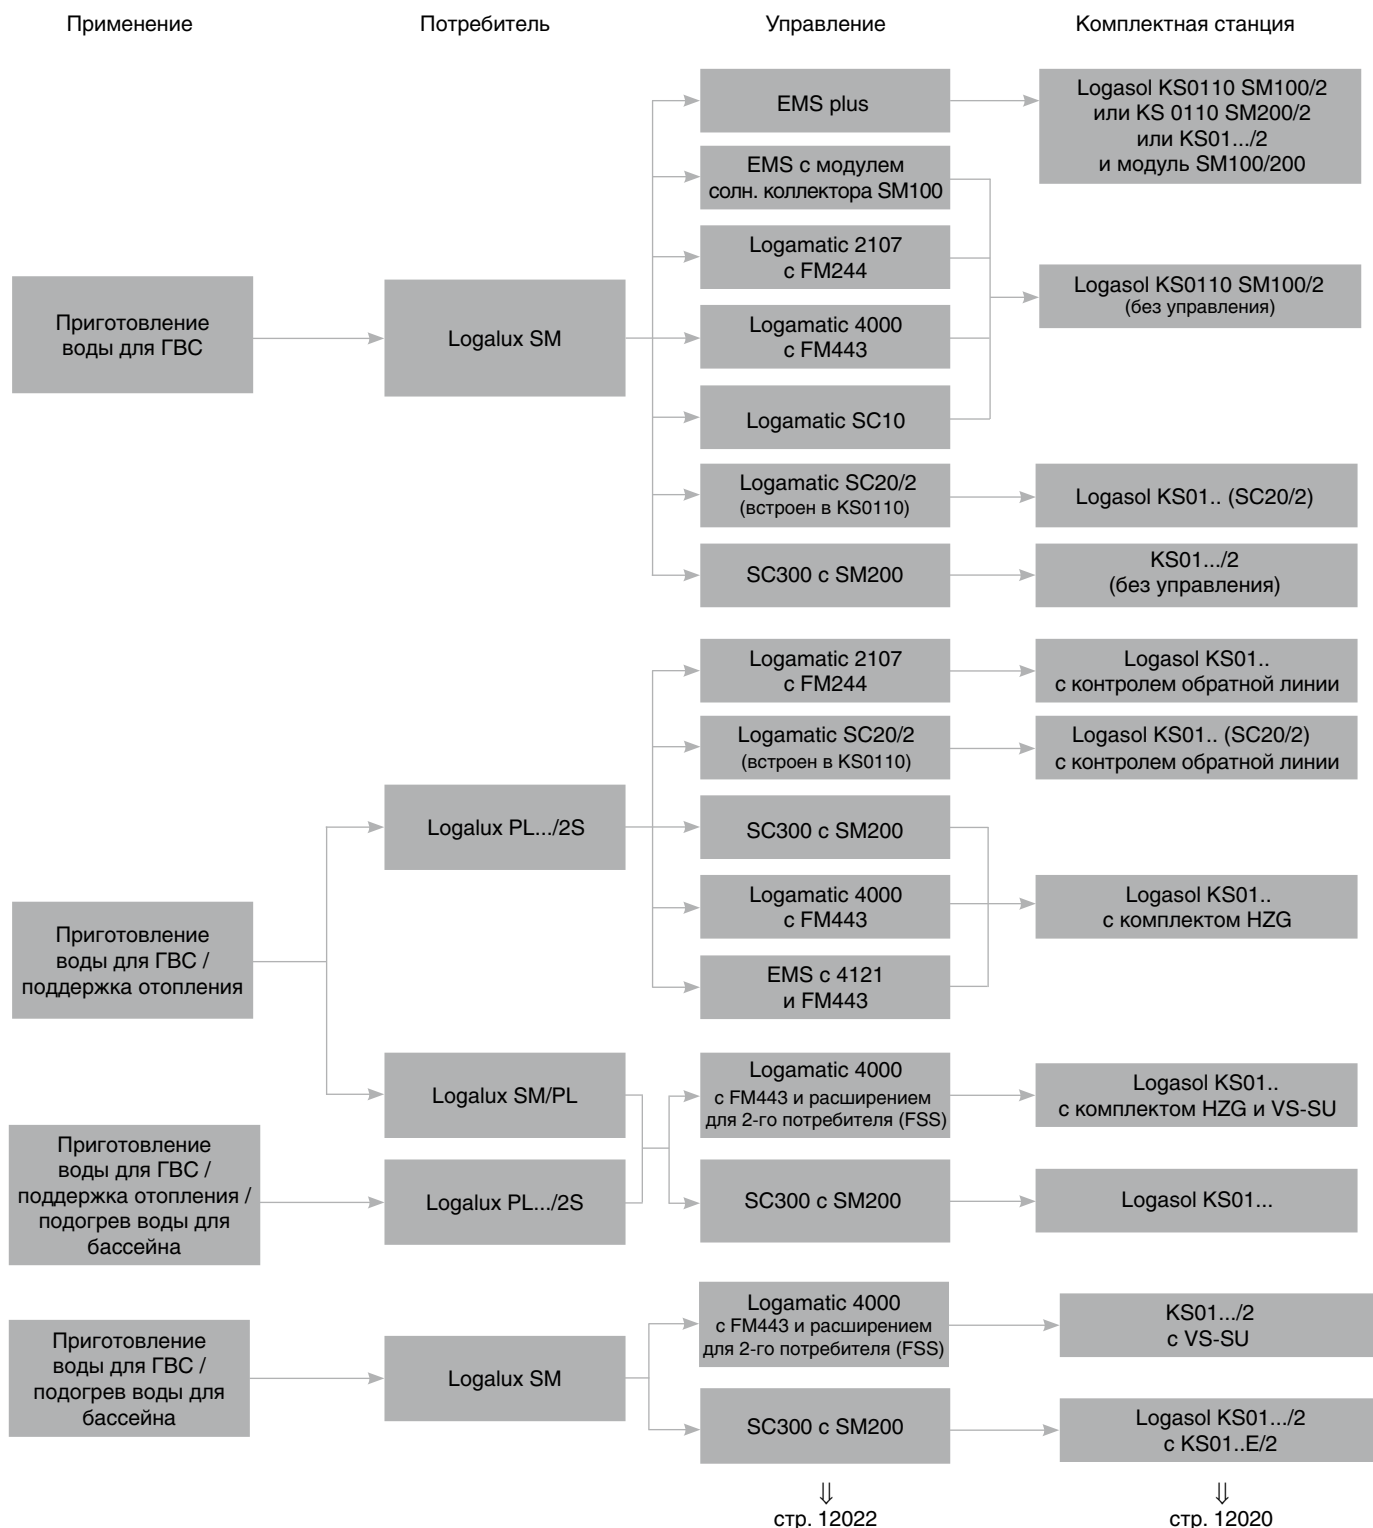 Применение
Потребитель
Управление
Комплектная станция
Приготовление
воды для ГВС
Logalux SM
EMS plus
Logasol KS0110 SM100/2
или KS 0110 SM200/2
или KS01.../2
и модуль SM100/200
EMS с модулем
солн. коллектора SM100
Logamatic 2107
с FM244
Logamatic 4000
с FM443
Logamatic SC10
Logasol KS0110 SM100/2
(без управления)
Logamatic SC20/2
(встроен в KS0110)
Logasol KS01.. (SC20/2)
SC300 с SM200
KS01.../2
(без управления)
Приготовление
воды для ГВС /
поддержка отопления
Logalux PL.../2S
Logamatic 2107
с FM244
Logasol KS01..
с контролем обратной линии
Logamatic SC20/2
(встроен в KS0110)
Logasol KS01.. (SC20/2)
с контролем обратной линии
SC300 с SM200
Logamatic 4000
с FM443
EMS с 4121
и FM443
Logasol KS01..
с комплектом HZG
Logalux SM/PL
Logamatic 4000
с FM443 и расширением
для 2-го потребителя (FSS)
Logasol KS01..
с комплектом HZG и VS-SU
Приготовление
воды для ГВС /
поддержка отопления /
подогрев воды для
бассейна
Logalux PL.../2S
SC300 с SM200
Logasol KS01...
Приготовление
воды для ГВС /
подогрев воды для
бассейна
Logalux SM
Logamatic 4000
с FM443 и расширением
для 2-го потребителя (FSS)
KS01.../2
с VS-SU
SC300 с SM200
Logasol KS01.../2
с KS01..E/2
⇓
стр. 12022
⇓
стр. 12020